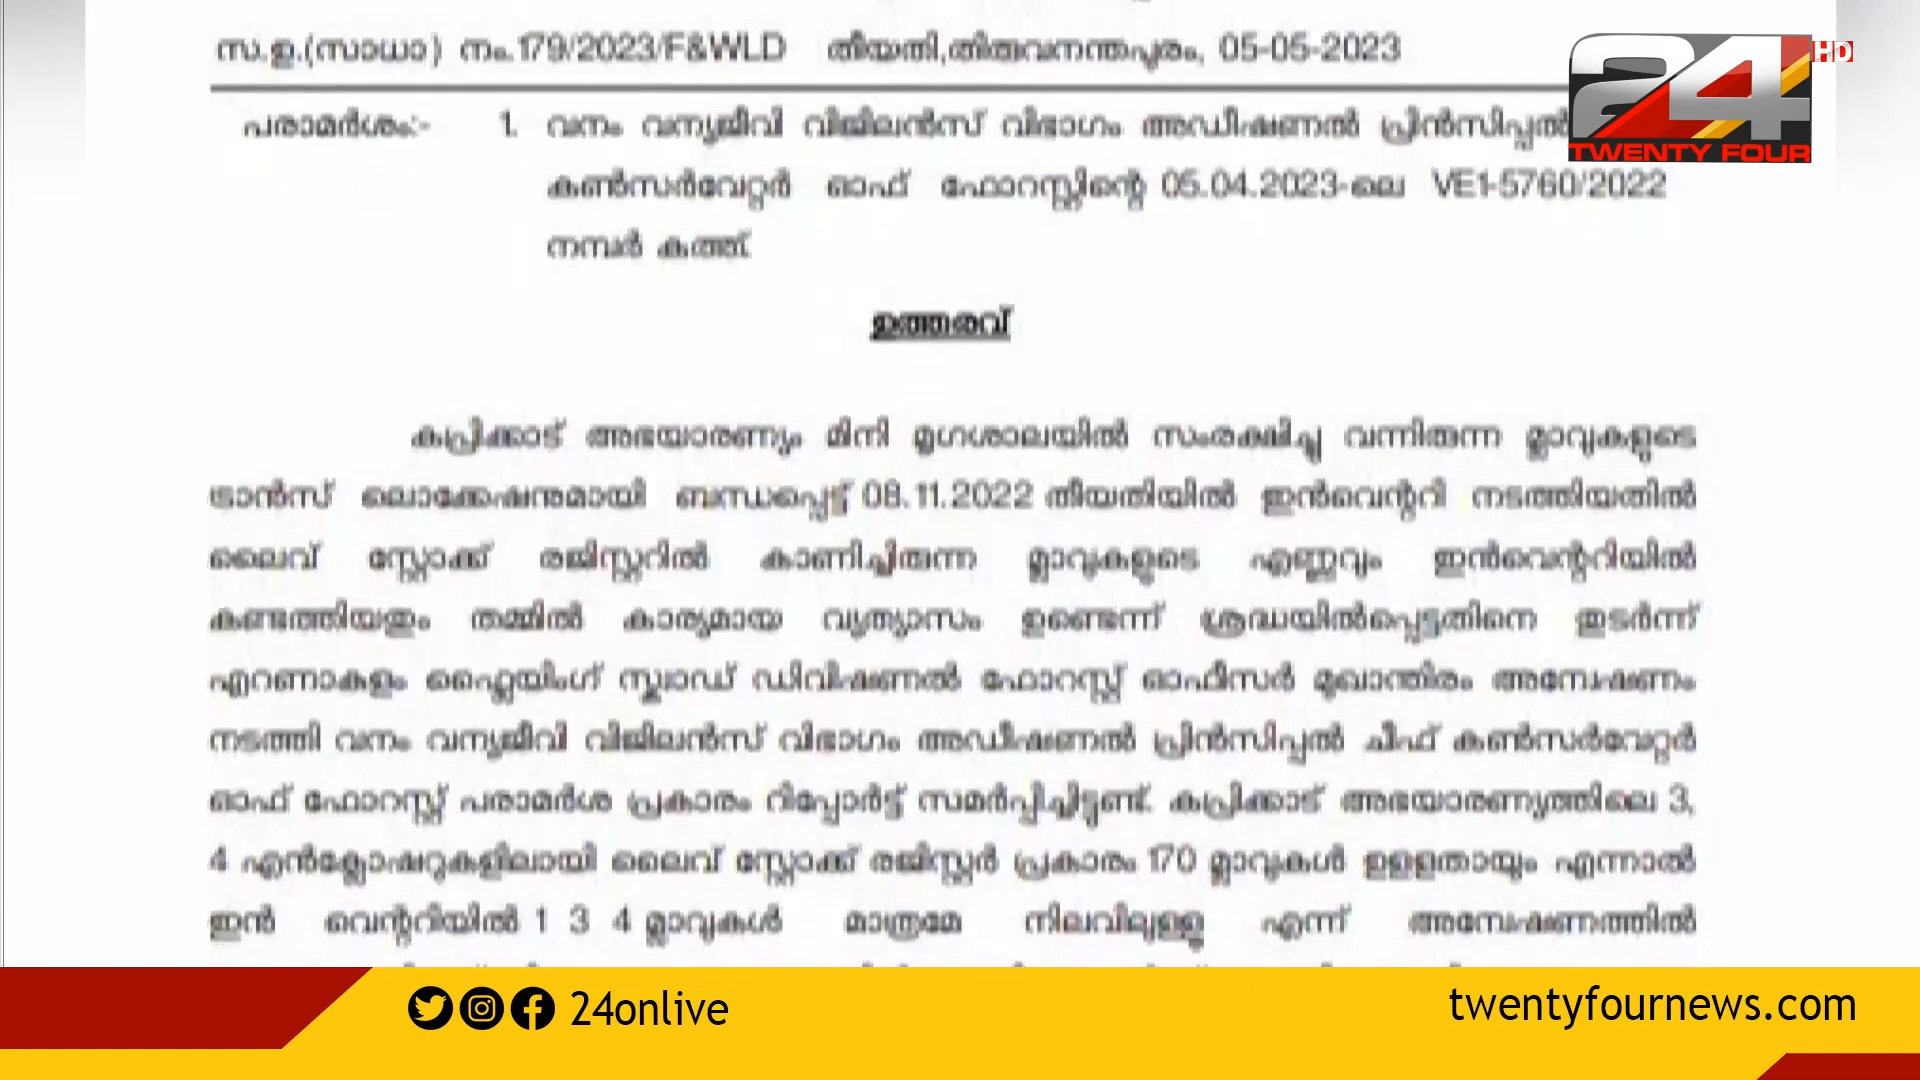 സ.ഉ.(സാധാ) നം.179/2023/F&WLD തീയതി,തിരുവനന്തപുരം, 05-05-2023
പരാമർശം:- 1. വനം വന്യജീവി വിജിലൻസ് വിഭാഗം അഡീഷണൽ പ്രിൻസിപ്പൽ
കൺസർവേറ്റർ ഓഫ് ഫോറസ്റ്റിന്റെ 05.04.2023-ലെ VE1-5760/2022
നമ്പർ കത്ത്.
ഉത്തരവ്
കപ്രിക്കാട് അഭയാരണ്യം മിനി മൃഗശാലയിൽ സംരക്ഷിച്ചു വന്നിരുന്ന മ്ലാവുകളുടെ
ട്രാൻസ് ലൊക്കേഷനുമായി ബന്ധപ്പെട്ട് 08.11.2022 തീയതിയിൽ ഇൻവെന്ററി നടത്തിയതിൽ
ലൈവ് സ്റ്റോക്ക് രജിസ്റ്ററിൽ കാണിച്ചിരുന്ന മ്ലാവുകളുടെ എണ്ണവും ഇൻവെന്ററിയിൽ
കണ്ടെത്തിയതും തമ്മിൽ കാര്യമായ വ്യത്യാസം ഉണ്ടെന്ന് ശ്രദ്ധയിൽപ്പെട്ടതിനെ തുടർന്ന്
എറണാകുളം ഫ്ലൈയിംഗ് സ്ക്വാഡ് ഡിവിഷണൽ ഫോറസ്റ്റ് ഓഫീസർ മുഖാന്തിരം അന്വേഷണം
നടത്തി വനം വന്യജീവി വിജിലൻസ് വിഭാഗം അഡീഷണൽ പ്രിൻസിപ്പൽ ചീഫ് കൺസർവേറ്റർ
ഓഫ് ഫോറസ്റ്റ് പരാമർശ പ്രകാരം റിപ്പോർട്ട് സമർപ്പിച്ചിട്ടുണ്ട്. കപ്രിക്കാട് അഭയാരണ്യത്തിലെ 3,
4 എൻക്ലോഷറുകളിലായി ലൈവ് സ്റ്റോക്ക് രജിസ്റ്റർ പ്രകാരം 170 മ്ലാവുകൾ ഉള്ളതായും എന്നാൽ
ഇൻ വെന്ററിയിൽ 1 3 4 മ്ലാവുകൾ മാത്രമേ നിലവിലുള്ളൂ എന്ന് അന്വേഷണത്തിൽ
24 HD
TWENTY FOUR
24onlive
twentyfournews.com